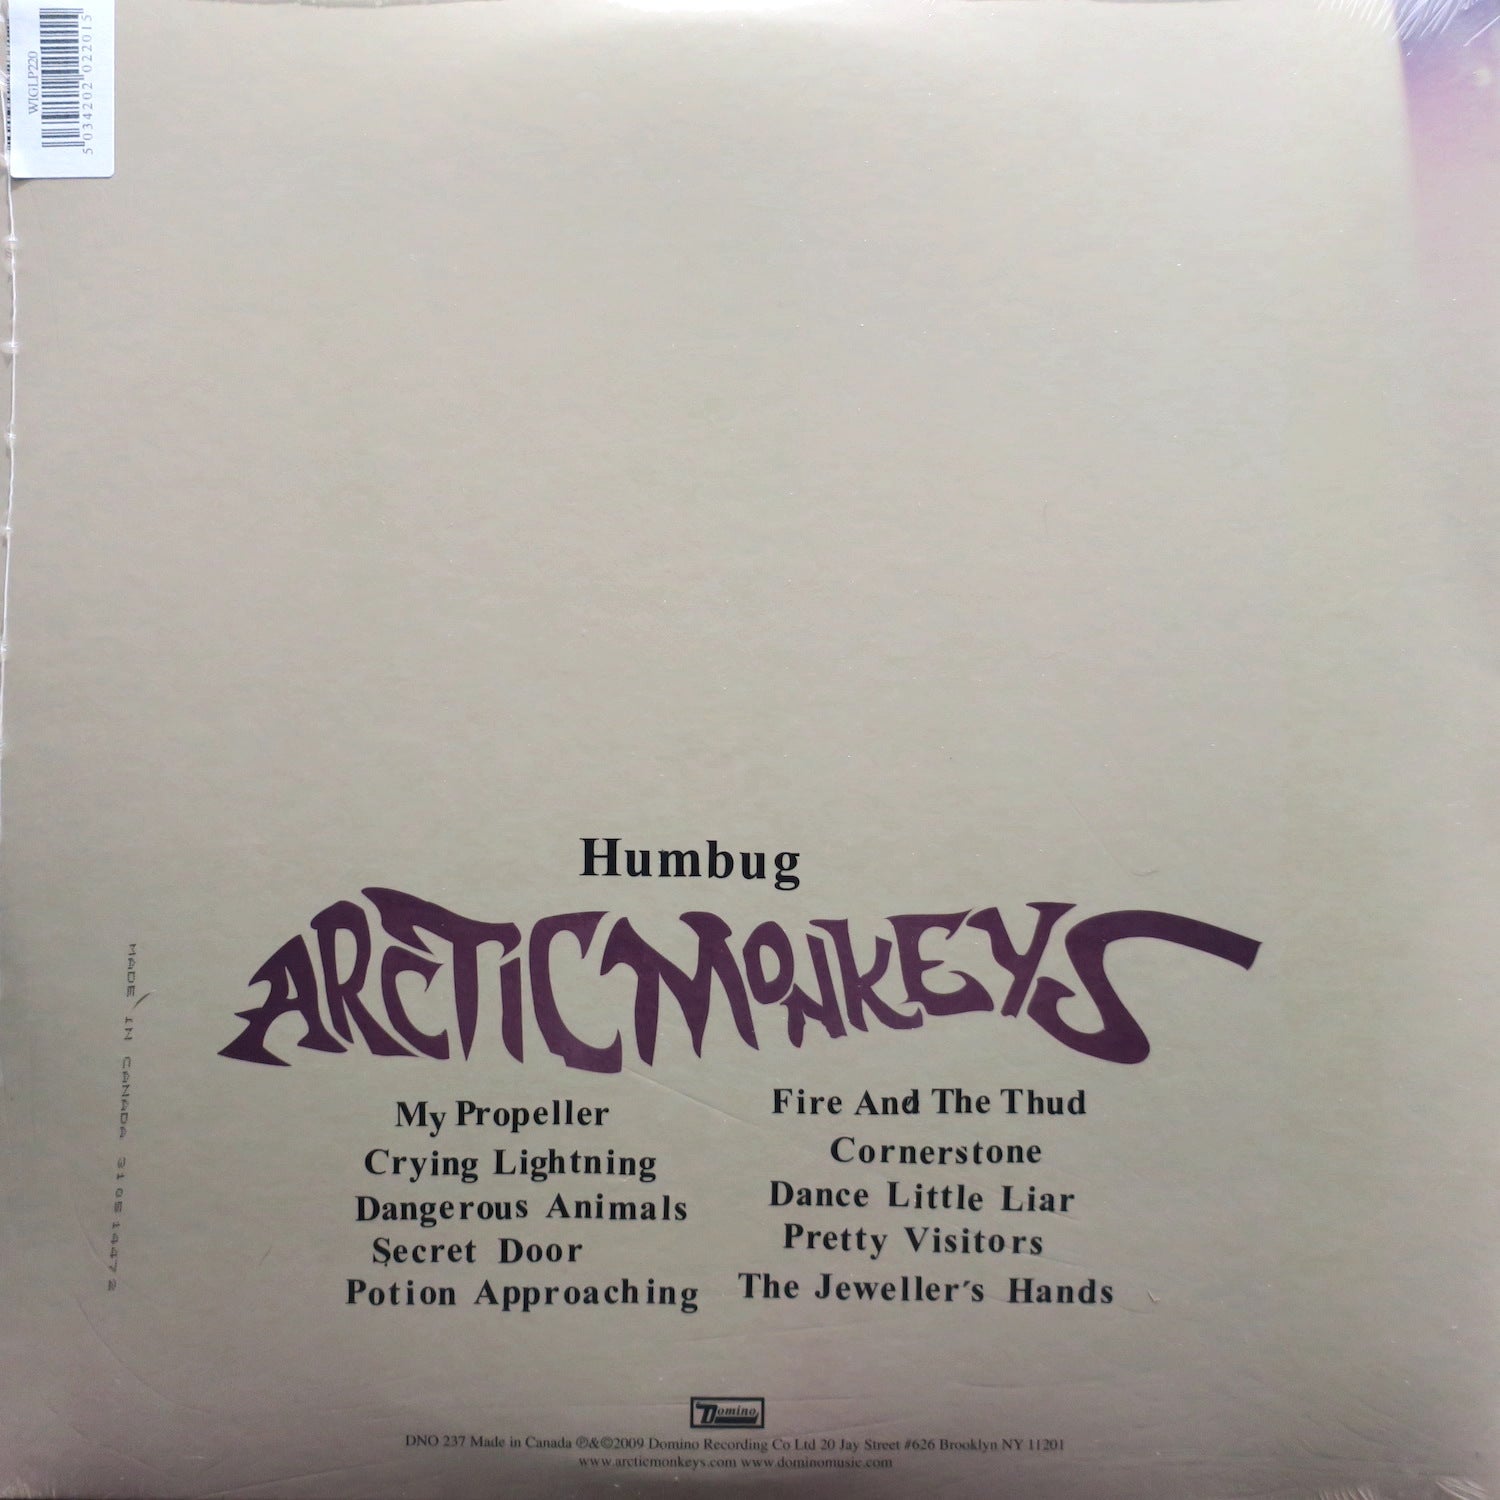 WIGLP220
5 034202 022015
Humbug
ARCTIC MONKEYS
My Propeller
Crying Lightning
Dangerous Animals
Secret Door
Potion Approaching
Fire And The Thud
Cornerstone
Dance Little Liar
Pretty Visitors
The Jeweller's Hands
MADE IN CANADA
Domino
DNO 237 Made in Canada ℗&©2009 Domino Recording Co Ltd 20 Jay Street #626 Brooklyn NY 11201
www.arcticmonkeys.com www.dominomusic.com